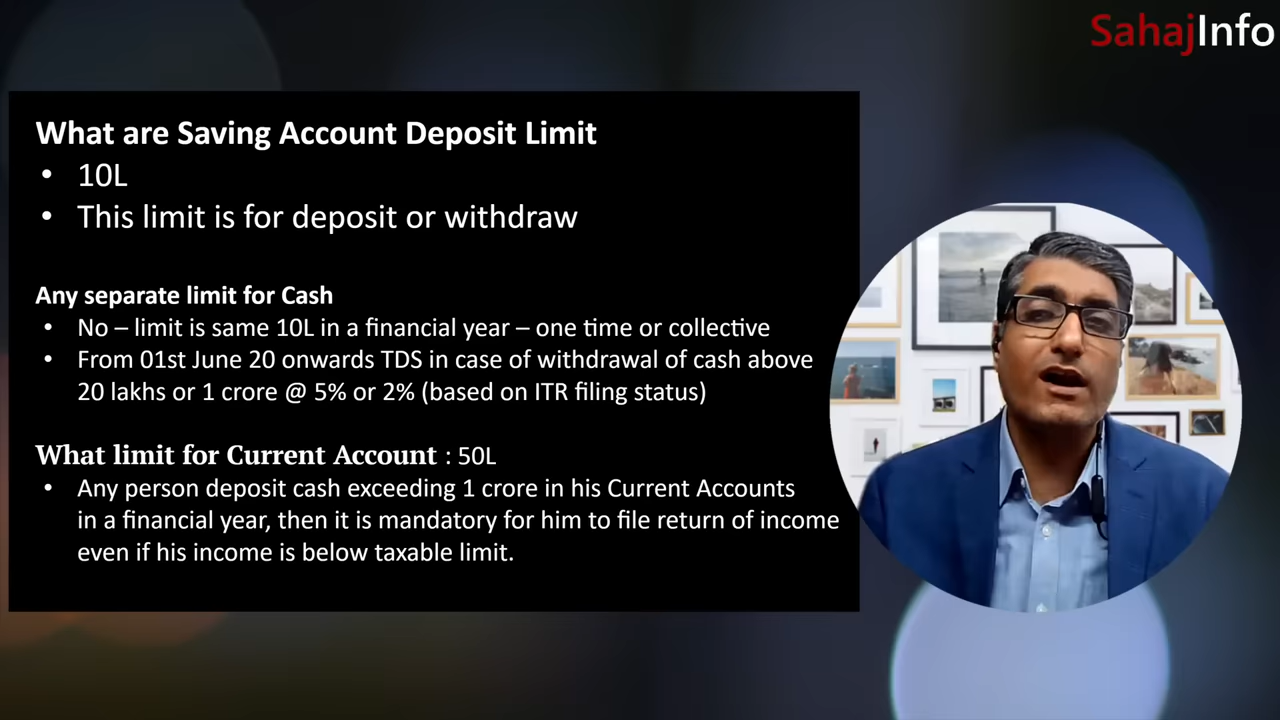 SahajInfo
What are Saving Account Deposit Limit
• 10L
• This limit is for deposit or withdraw
Any separate limit for Cash
• No – limit is same 10L in a financial year – one time or collective
• From 01st June 20 onwards TDS in case of withdrawal of cash above
20 lakhs or 1 crore @ 5% or 2% (based on ITR filing status)
What limit for Current Account : 50L
• Any person deposit cash exceeding 1 crore in his Current Accounts
in a financial year, then it is mandatory for him to file return of income
even if his income is below taxable limit.